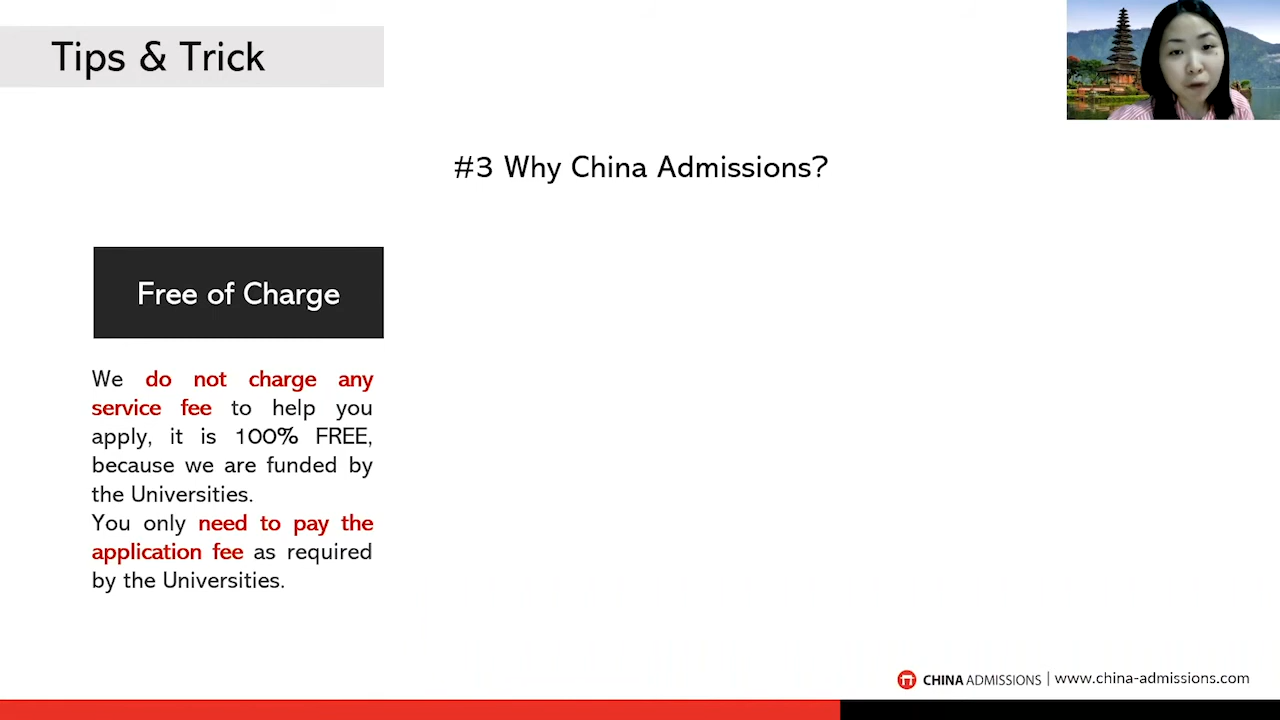 Tips & Trick
#3 Why China Admissions?
Free of Charge
We do not charge any
service fee to help you
apply, it is 100% FREE,
because we are funded by
the Universities.
You only need to pay the
application fee as required
by the Universities.
CHINA ADMISSIONS | www.china-admissions.com